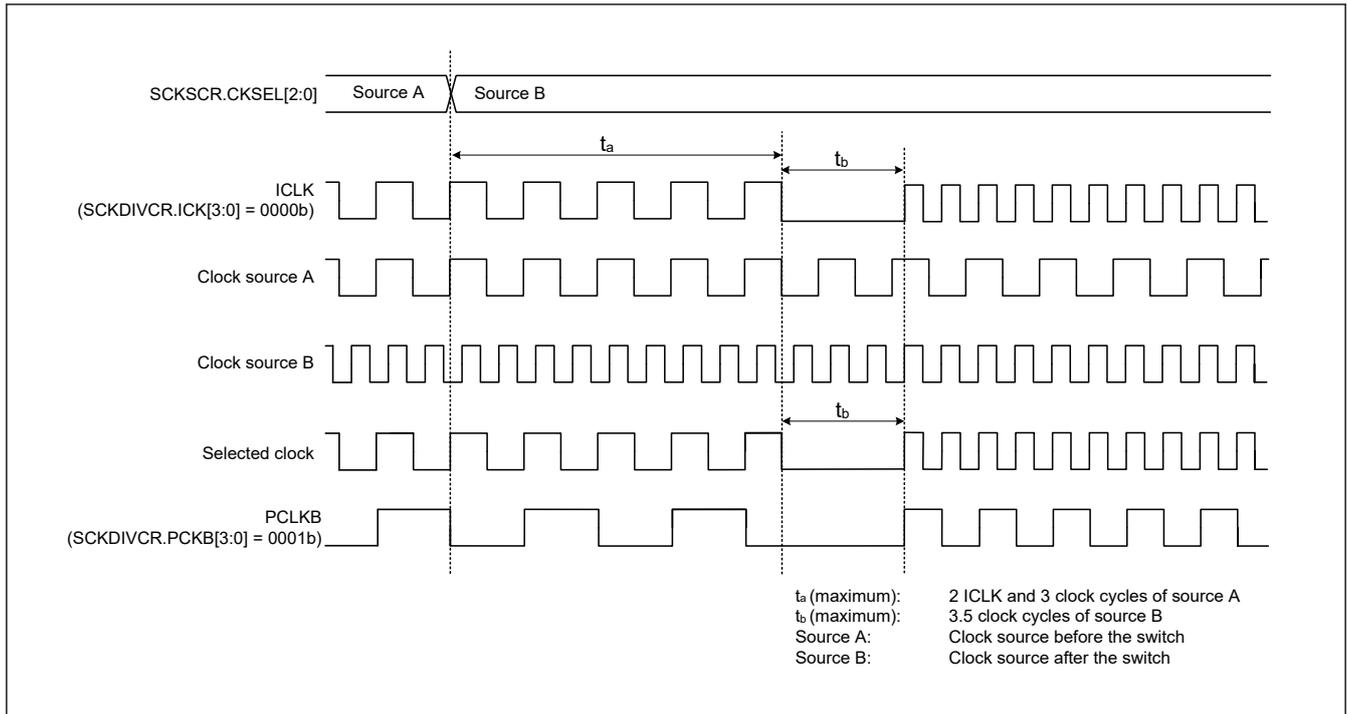 SCKSCR.CKSEL[2:0]
Source A
Source B
ta
tb
ICLK
(SCKDIVCR.ICK[3:0] = 0000b)
Clock source A
Clock source B
tb
Selected clock
PCLKB
(SCKDIVCR.PCKB[3:0] = 0001b)
ta (maximum): 2 ICLK and 3 clock cycles of source A
tb (maximum): 3.5 clock cycles of source B
Source A: Clock source before the switch
Source B: Clock source after the switch